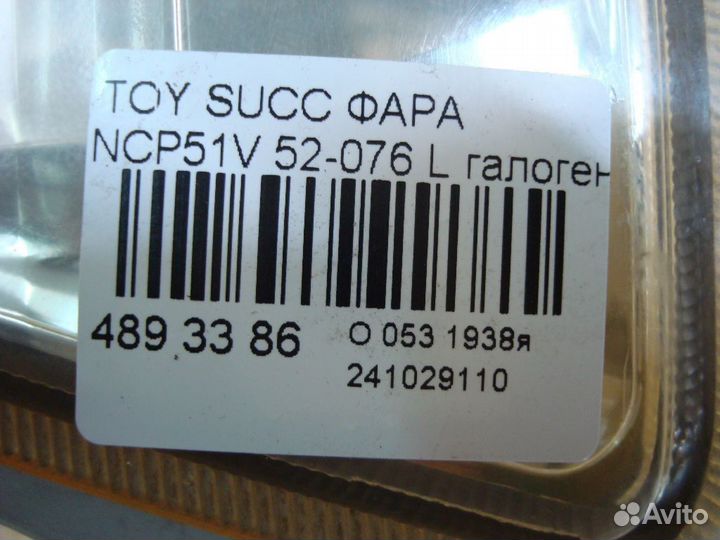 TOY SUCC ФАРА
NCP51V 52-076 L галоген
489 33 86
О 053 1938я
241029110
Avito